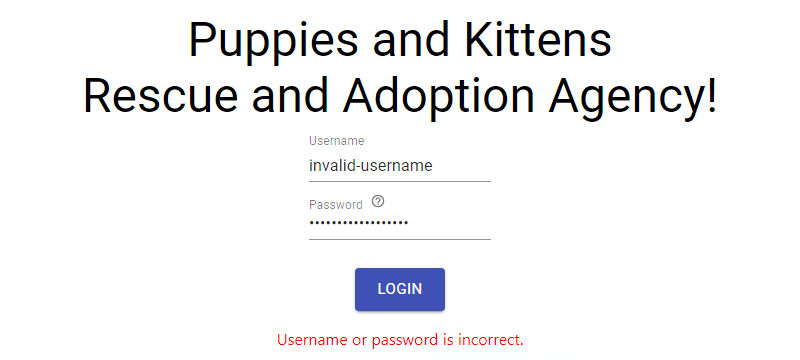 Puppies and Kittens
Rescue and Adoption Agency!
Username
invalid-username
Password ?
••••••••••••••••••
LOGIN
Username or password is incorrect.